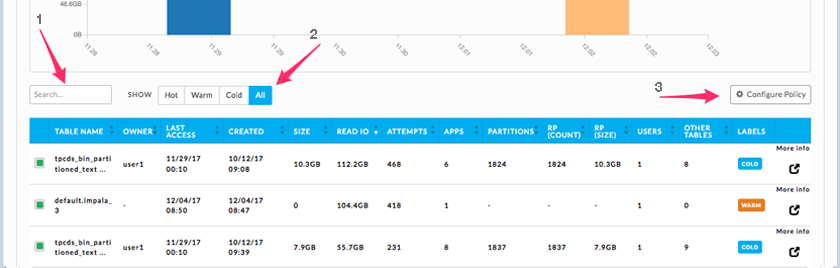 46.6GB
0B
11.28
11.28
11.29
11.29
11.30
11.30
12.01
12.01
12.02
12.02
12.03
1
2
3
Search...
SHOW
Hot
Warm
Cold
All
Configure Policy
TABLE NAME OWNER LAST ACCESS CREATED SIZE READ IO ATTEMPTS APPS PARTITIONS RP (COUNT) RP (SIZE) USERS OTHER TABLES LABELS
More info
tpcds_bin_parti user1 11/29/17 10/12/17 10.3GB 112.2GB 468 6 1824 1824 10.3GB 1 8 COLD
tioned_text ... 00:10 09:08
More info
default.impala_ - 12/04/17 12/04/17 0 104.4GB 418 1 - - - 1 0 WARM
3 08:50 08:47
More info
tpcds_bin_parti user1 11/29/17 10/12/17 7.9GB 55.7GB 231 8 1837 1837 7.9GB 1 9 COLD
tioned_text ... 00:10 09:39